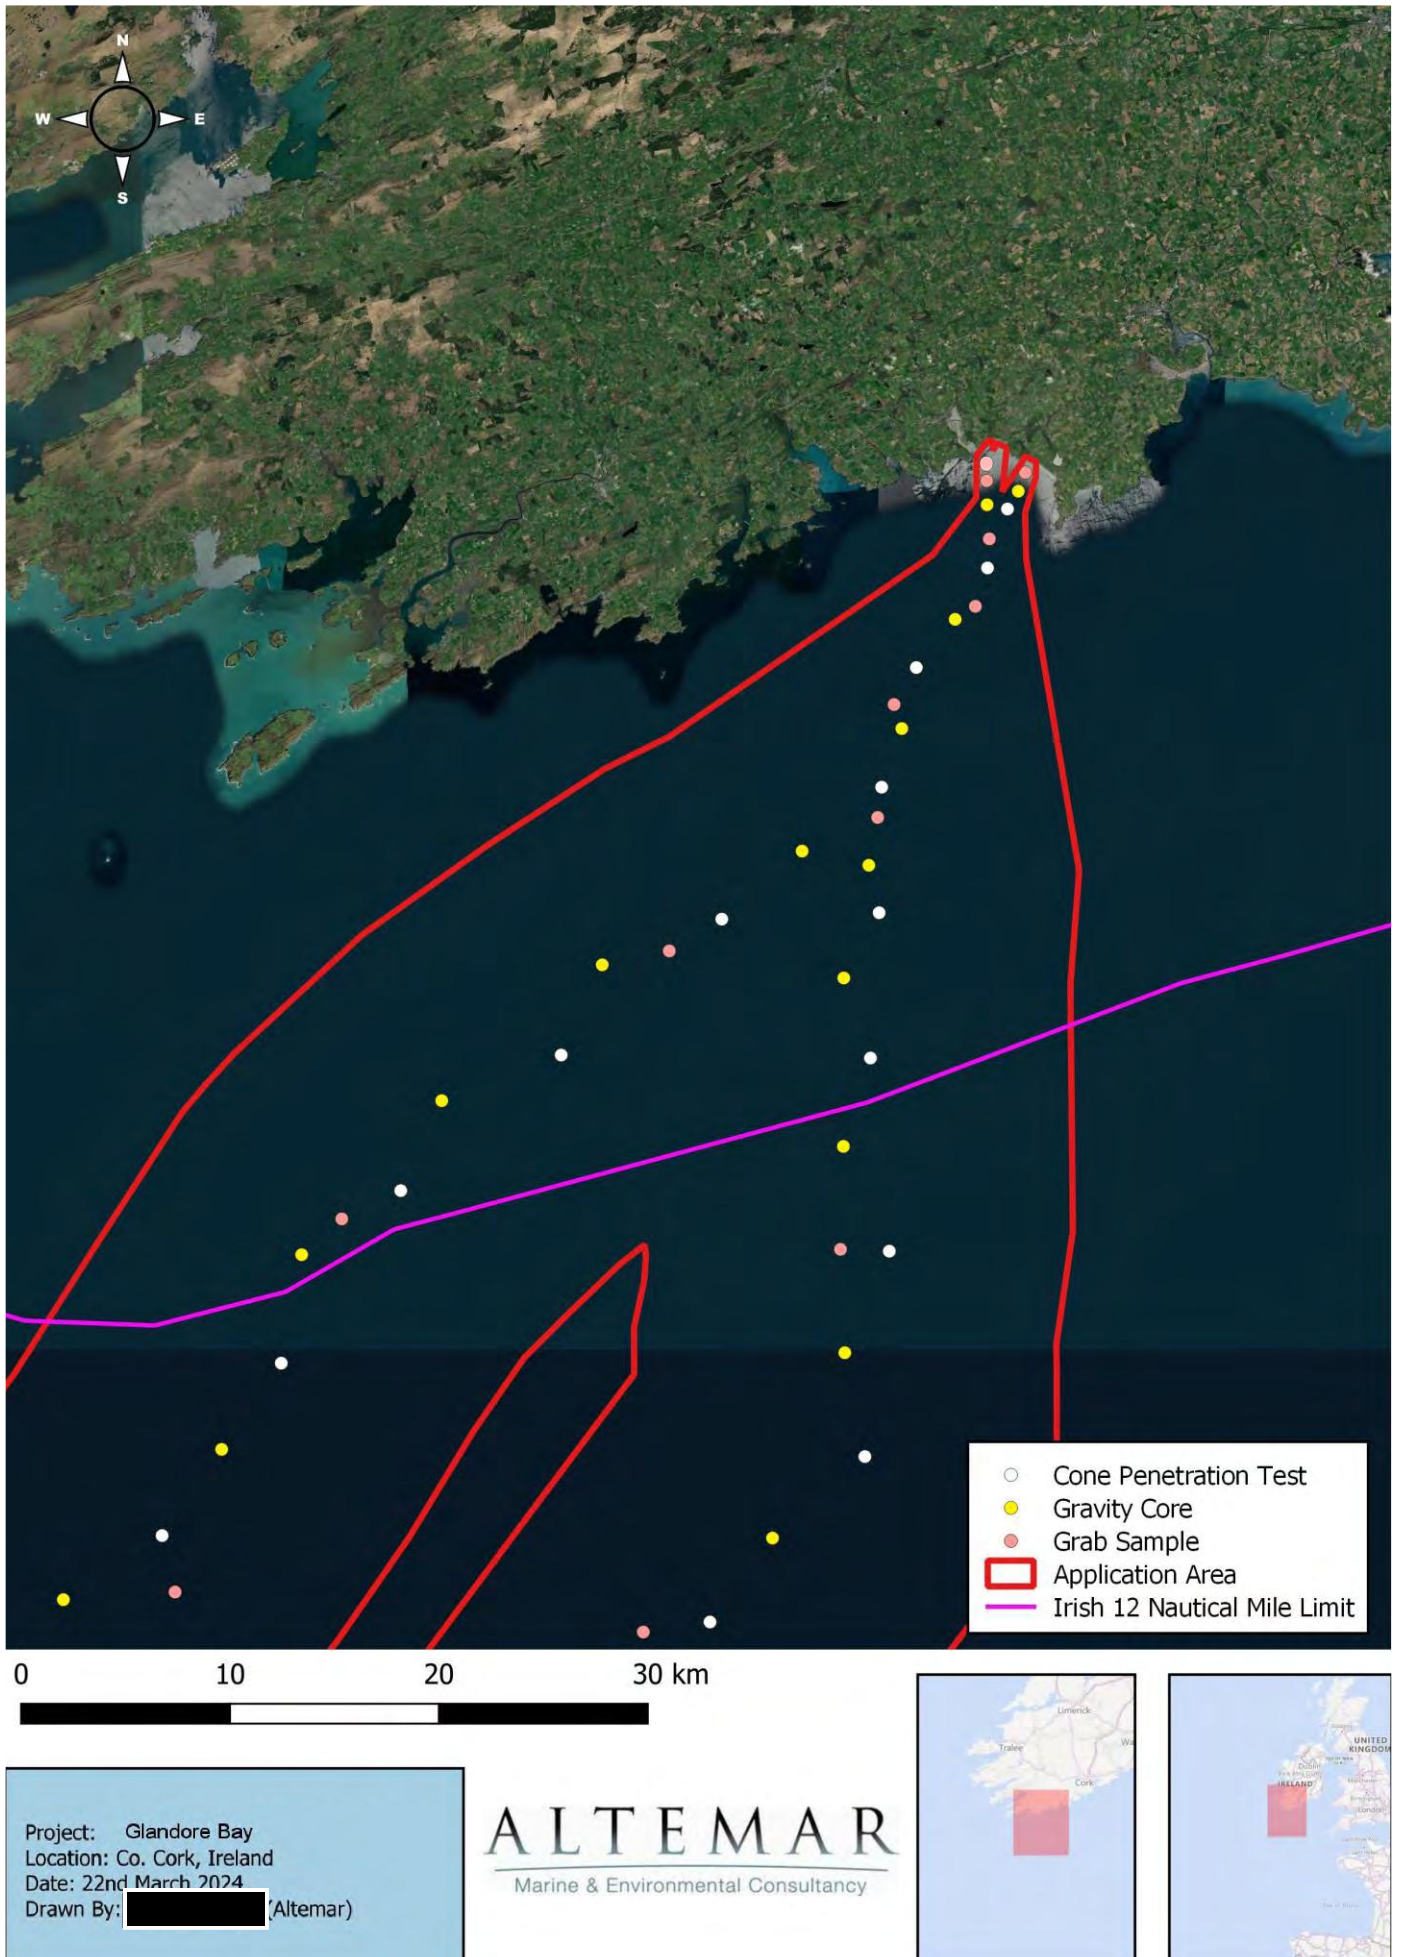 N
W E
S
Cone Penetration Test
Gravity Core
Grab Sample
Application Area
Irish 12 Nautical Mile Limit
0 10 20 30 km
Project: Glandore Bay
Location: Co. Cork, Ireland
Date: 22nd March 2024
Drawn By: (Altemar)
ALTEMAR
Marine & Environmental Consultancy
Limerick
Tralee
Wa
Cork
UNITED
KINGDOM
Dublin
IRELAND
London